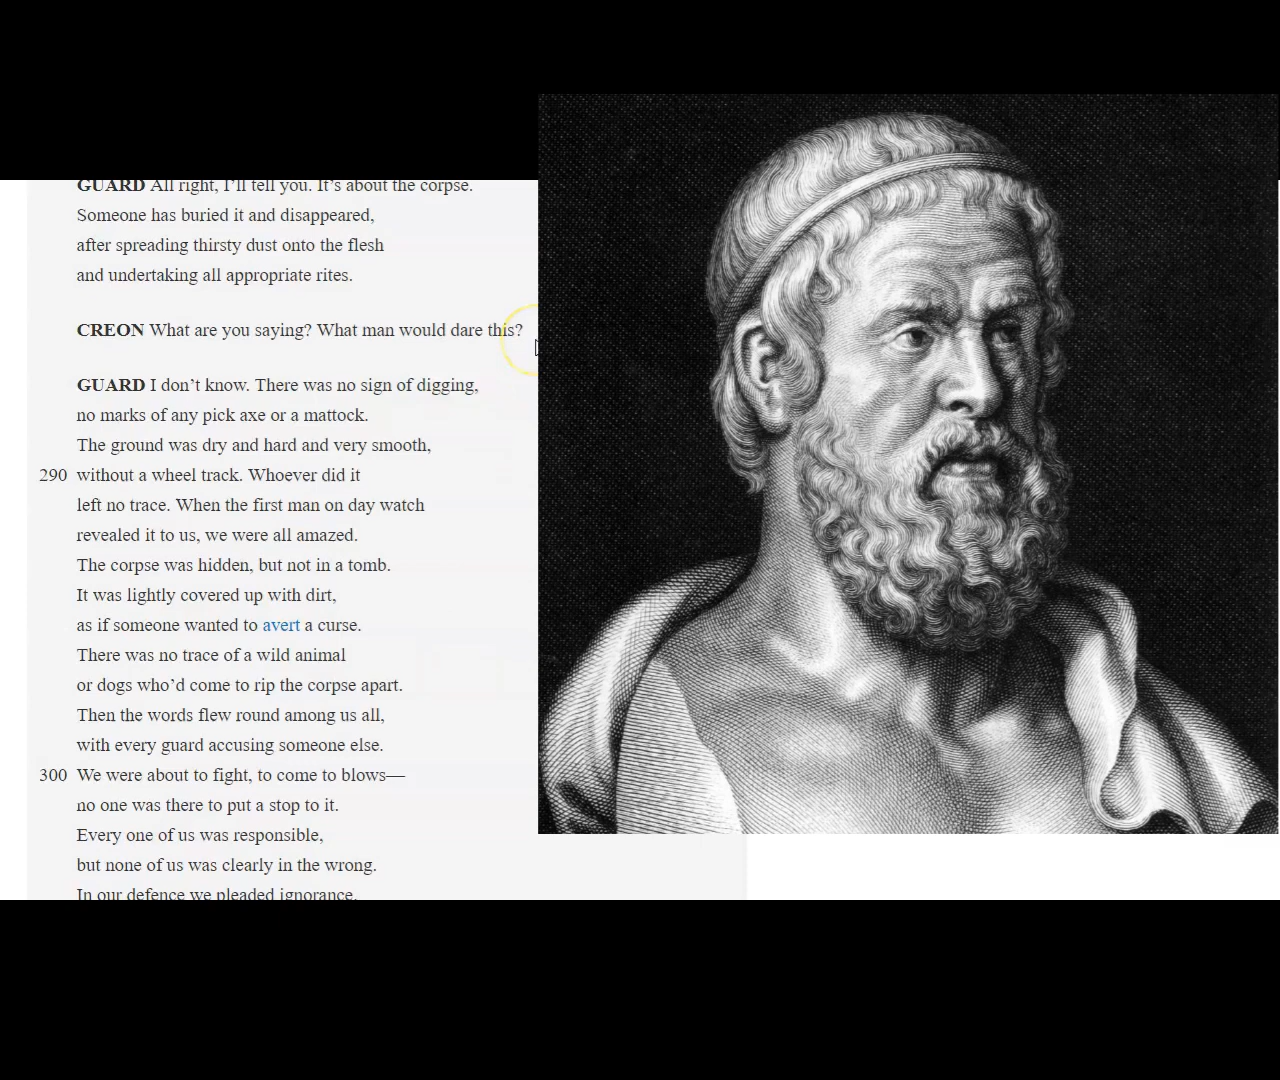 GUARD All right, I’ll tell you. It’s about the corpse.
Someone has buried it and disappeared,
after spreading thirsty dust onto the flesh
and undertaking all appropriate rites.
CREON What are you saying? What man would dare this?
GUARD I don’t know. There was no sign of digging,
no marks of any pick axe or a mattock.
The ground was dry and hard and very smooth,
290 without a wheel track. Whoever did it
left no trace. When the first man on day watch
revealed it to us, we were all amazed.
The corpse was hidden, but not in a tomb.
It was lightly covered up with dirt,
as if someone wanted to avert a curse.
There was no trace of a wild animal
or dogs who’d come to rip the corpse apart.
Then the words flew round among us all,
with every guard accusing someone else.
300 We were about to fight, to come to blows—
no one was there to put a stop to it.
Every one of us was responsible,
but none of us was clearly in the wrong.
In our defence we pleaded ignorance.